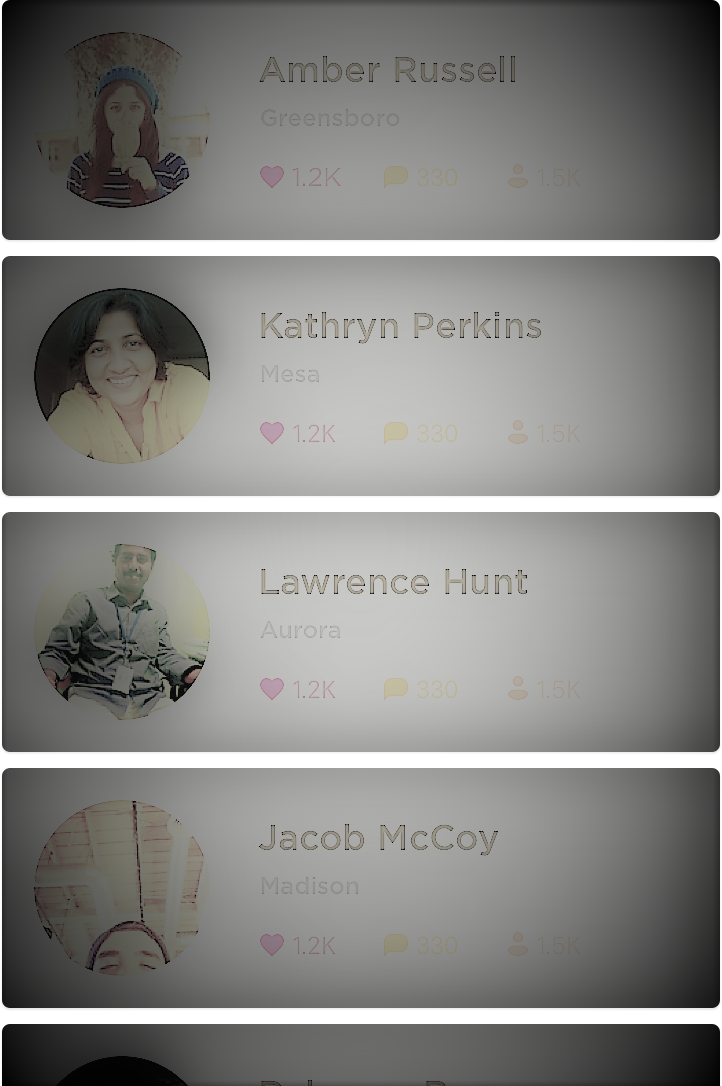 Amber Russell
Greensboro
1.2K 330 1.5K
Kathryn Perkins
Mesa
1.2K 330 1.5K
Lawrence Hunt
Aurora
1.2K 330 1.5K
Jacob McCoy
Madison
1.2K 330 1.5K